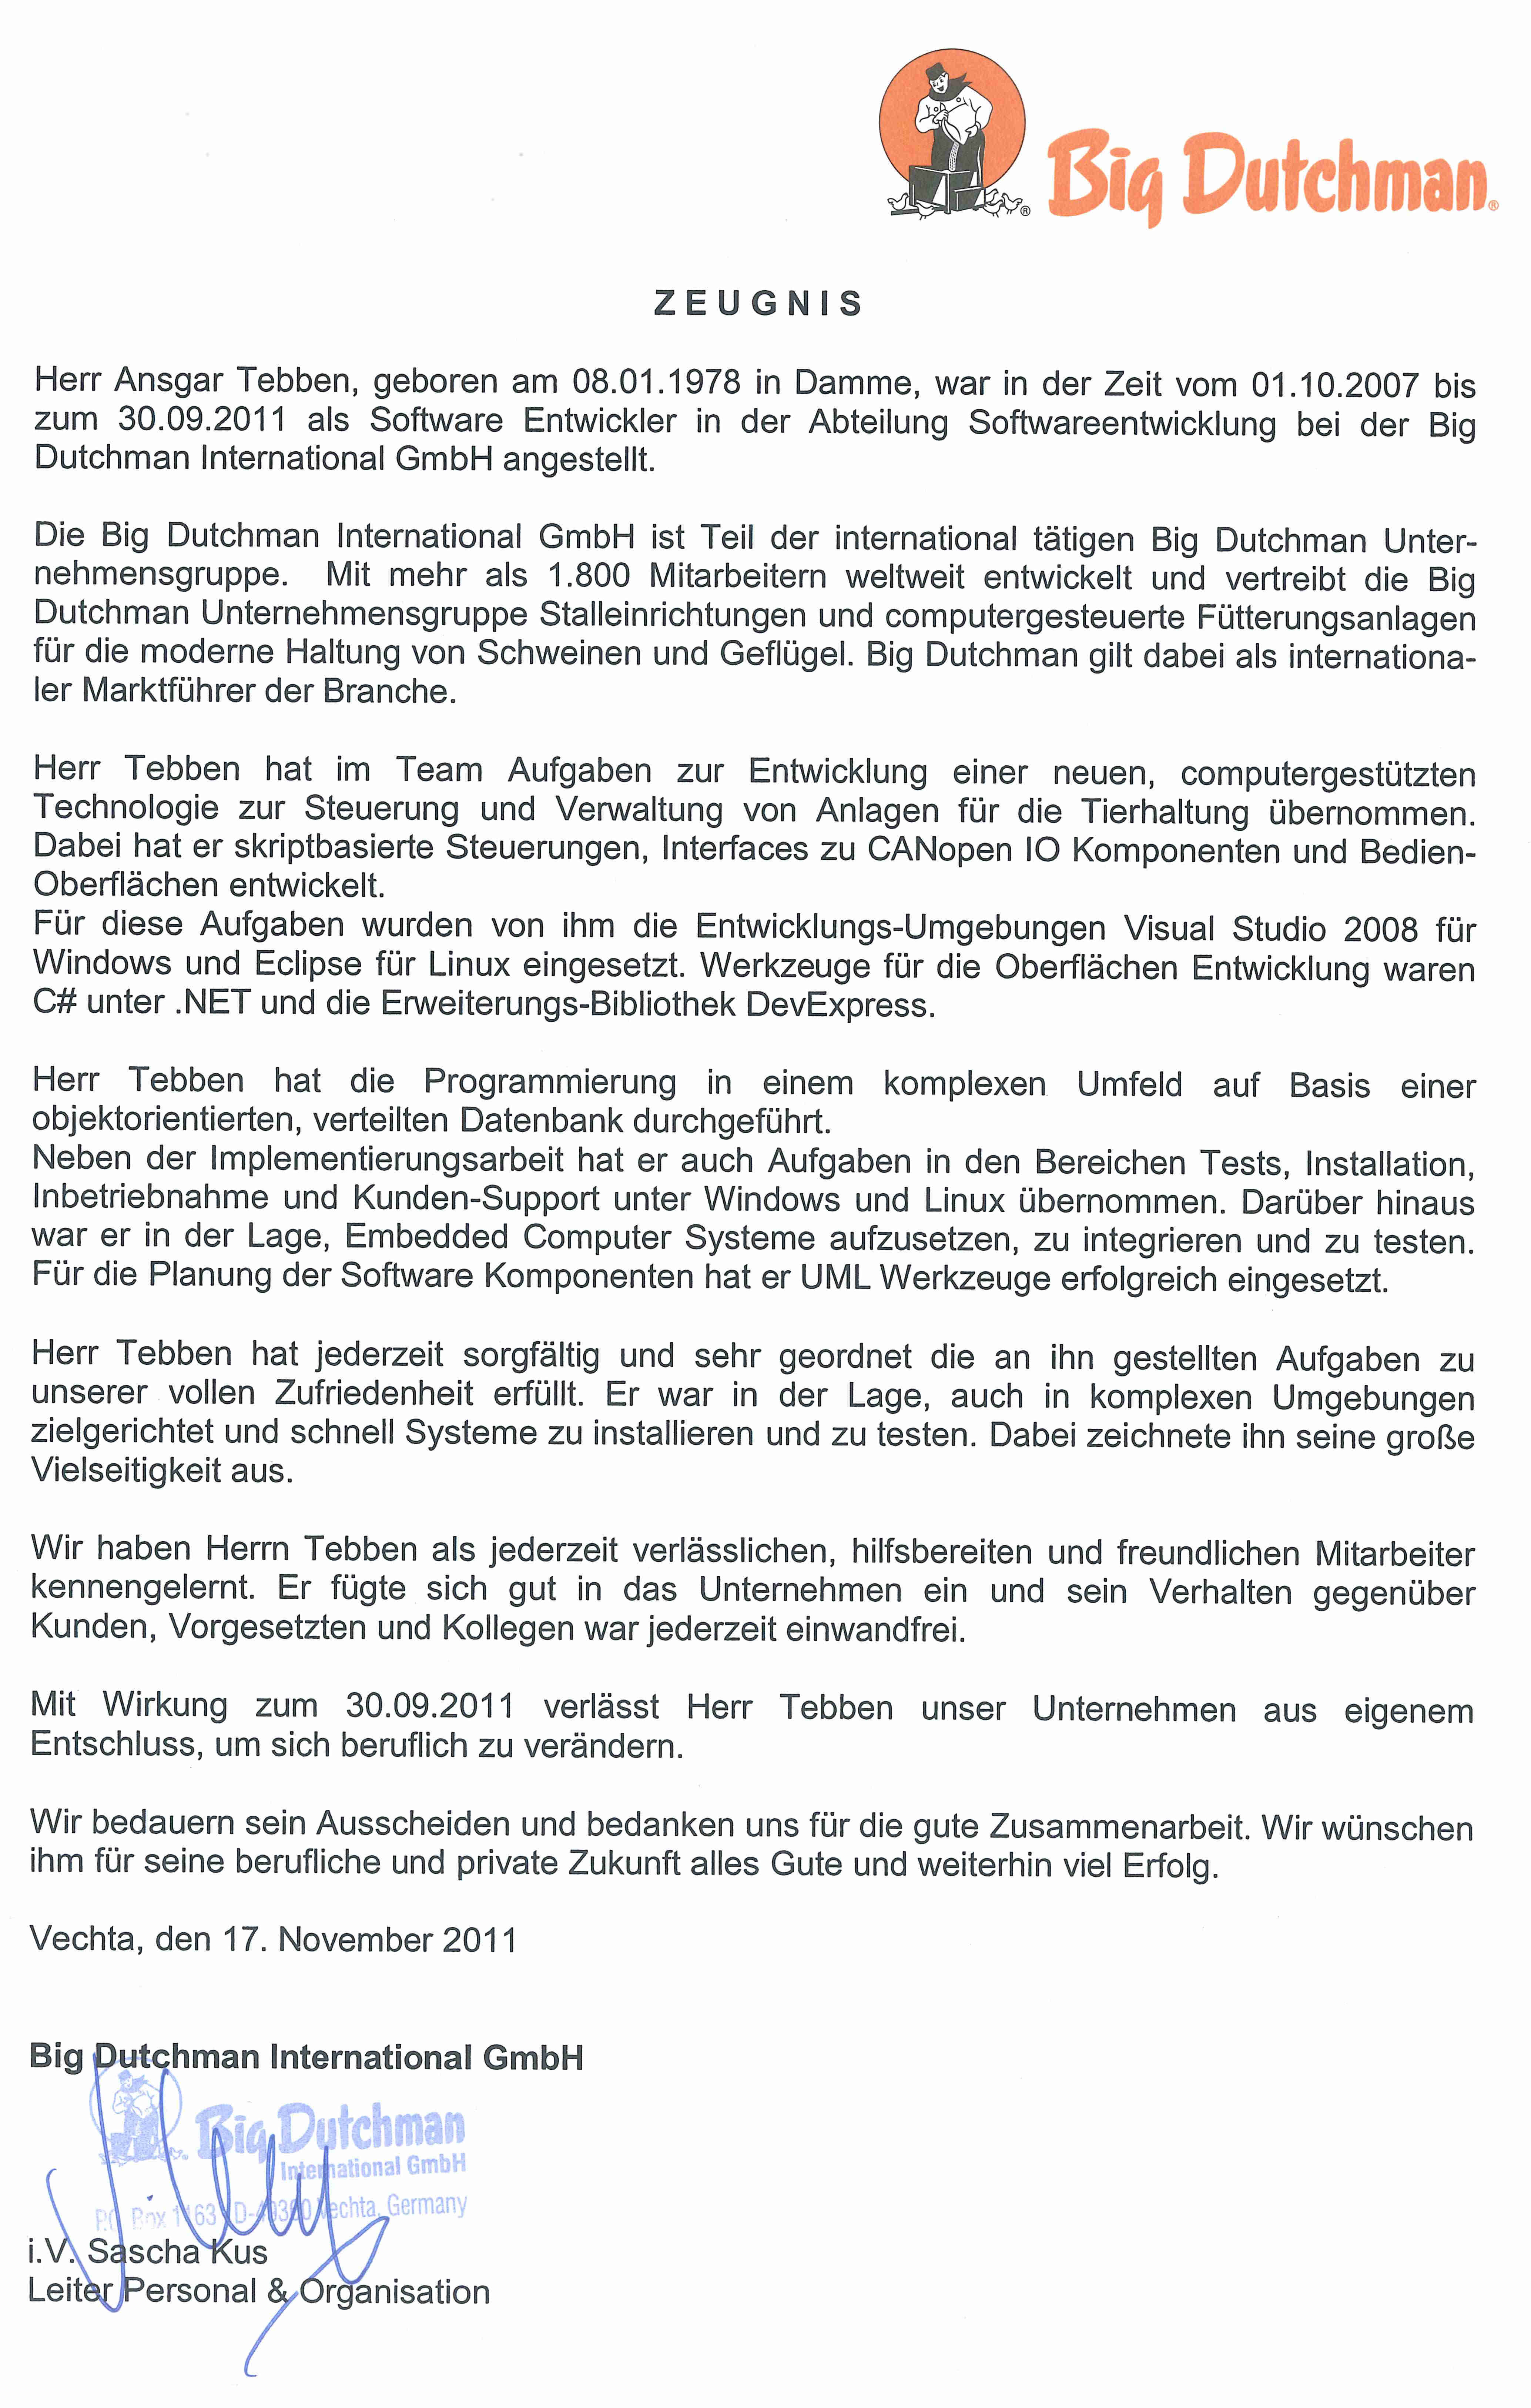 Big Dutchman®
ZEUGNIS
Herr Ansgar Tebben, geboren am 08.01.1978 in Damme, war in der Zeit vom 01.10.2007 bis
zum 30.09.2011 als Software Entwickler in der Abteilung Softwareentwicklung bei der Big
Dutchman International GmbH angestellt.
Die Big Dutchman International GmbH ist Teil der international tätigen Big Dutchman Unter-
nehmensgruppe. Mit mehr als 1.800 Mitarbeitern weltweit entwickelt und vertreibt die Big
Dutchman Unternehmensgruppe Stalleinrichtungen und computergesteuerte Fütterungsanlagen
für die moderne Haltung von Schweinen und Geflügel. Big Dutchman gilt dabei als internationa-
ler Marktführer der Branche.
Herr Tebben hat im Team Aufgaben zur Entwicklung einer neuen, computergestützten
Technologie zur Steuerung und Verwaltung von Anlagen für die Tierhaltung übernommen.
Dabei hat er skriptbasierte Steuerungen, Interfaces zu CANopen IO Komponenten und Bedien-
Oberflächen entwickelt.
Für diese Aufgaben wurden von ihm die Entwicklungs-Umgebungen Visual Studio 2008 für
Windows und Eclipse für Linux eingesetzt. Werkzeuge für die Oberflächen Entwicklung waren
C# unter .NET und die Erweiterungs-Bibliothek DevExpress.
Herr Tebben hat die Programmierung in einem komplexen Umfeld auf Basis einer
objektorientierten, verteilten Datenbank durchgeführt.
Neben der Implementierungsarbeit hat er auch Aufgaben in den Bereichen Tests, Installation,
Inbetriebnahme und Kunden-Support unter Windows und Linux übernommen. Darüber hinaus
war er in der Lage, Embedded Computer Systeme aufzusetzen, zu integrieren und zu testen.
Für die Planung der Software Komponenten hat er UML Werkzeuge erfolgreich eingesetzt.
Herr Tebben hat jederzeit sorgfältig und sehr geordnet die an ihn gestellten Aufgaben zu
unserer vollen Zufriedenheit erfüllt. Er war in der Lage, auch in komplexen Umgebungen
zielgerichtet und schnell Systeme zu installieren und zu testen. Dabei zeichnete ihn seine große
Vielseitigkeit aus.
Wir haben Herrn Tebben als jederzeit verlässlichen, hilfsbereiten und freundlichen Mitarbeiter
kennengelernt. Er fügte sich gut in das Unternehmen ein und sein Verhalten gegenüber
Kunden, Vorgesetzten und Kollegen war jederzeit einwandfrei.
Mit Wirkung zum 30.09.2011 verlässt Herr Tebben unser Unternehmen aus eigenem
Entschluss, um sich beruflich zu verändern.
Wir bedauern sein Ausscheiden und bedanken uns für die gute Zusammenarbeit. Wir wünschen
ihm für seine berufliche und private Zukunft alles Gute und weiterhin viel Erfolg.
Vechta, den 17. November 2011
Big Dutchman International GmbH
Big Dutchman
International GmbH
P.O. Box 1163 Vechta, Germany
i.V. Sascha Kus
Leiter Personal & Organisation